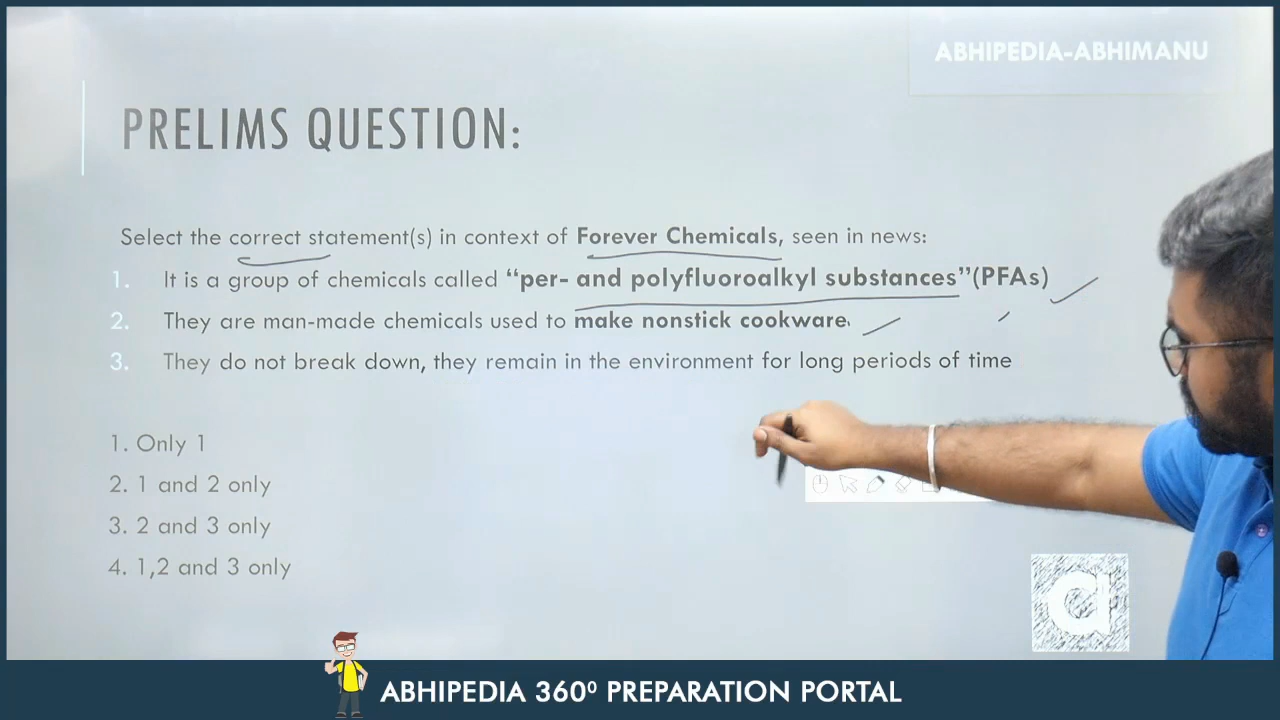 ABHIPEDIA-ABHIMANU
PRELIMS QUESTION:
Select the correct statement(s) in context of Forever Chemicals, seen in news:
1. It is a group of chemicals called “per- and polyfluoroalkyl substances”(PFAs)
2. They are man-made chemicals used to make nonstick cookware.
3. They do not break down, they remain in the environment for long periods of time
1. Only 1
2. 1 and 2 only
3. 2 and 3 only
4. 1,2 and 3 only
a
ABHIPEDIA 360⁰ PREPARATION PORTAL